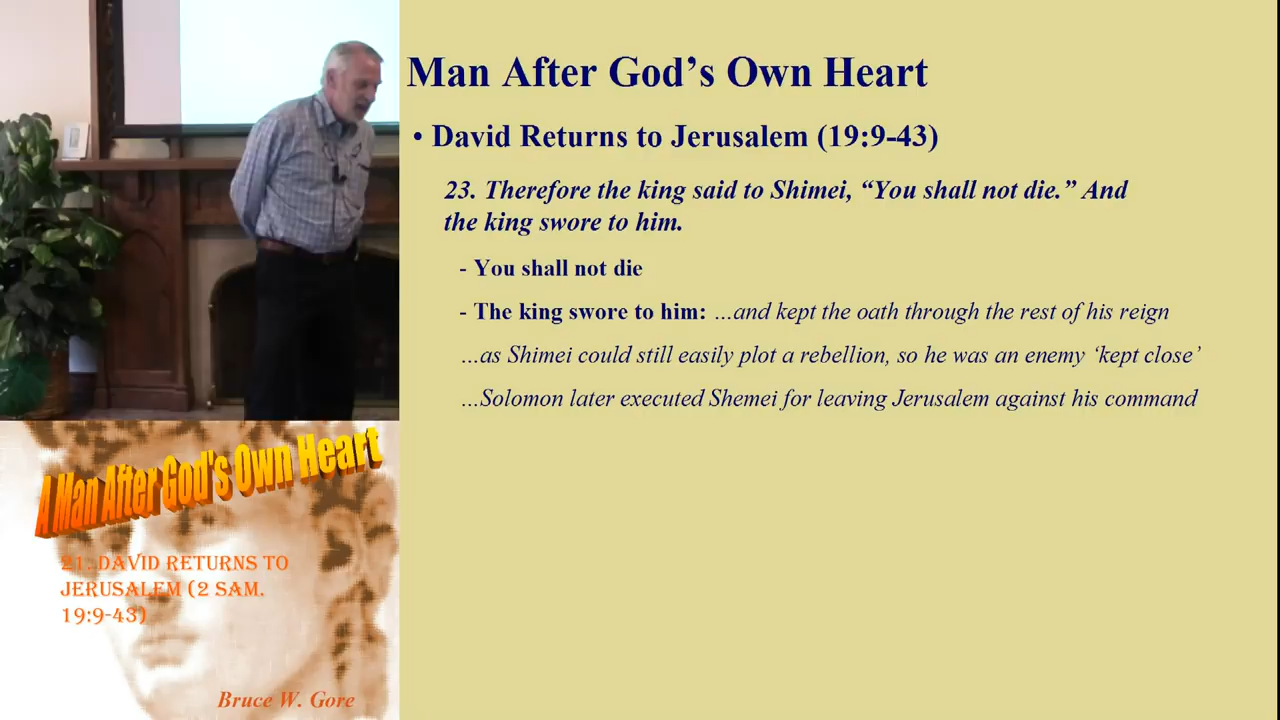 Man After God’s Own Heart
• David Returns to Jerusalem (19:9-43)
23. Therefore the king said to Shimei, “You shall not die.” And
the king swore to him.
- You shall not die
- The king swore to him: …and kept the oath through the rest of his reign
…as Shimei could still easily plot a rebellion, so he was an enemy ‘kept close’
…Solomon later executed Shemei for leaving Jerusalem against his command
A Man After God's Own Heart
21. DAVID RETURNS TO
JERUSALEM (2 SAM.
19:9-43)
Bruce W. Gore